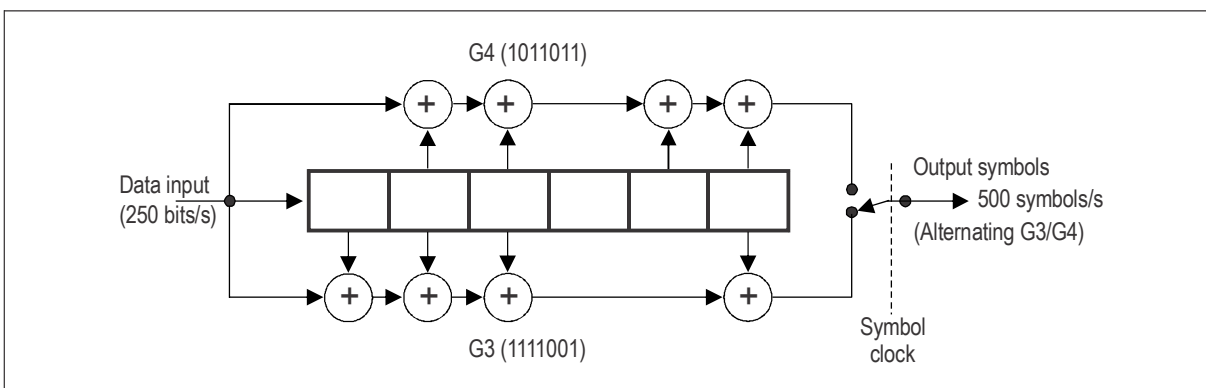 G4 (1011011)
+ + + +
Data input
(250 bits/s)
Output symbols
500 symbols/s
(Alternating G3/G4)
+ + + +
Symbol
clock
G3 (1111001)